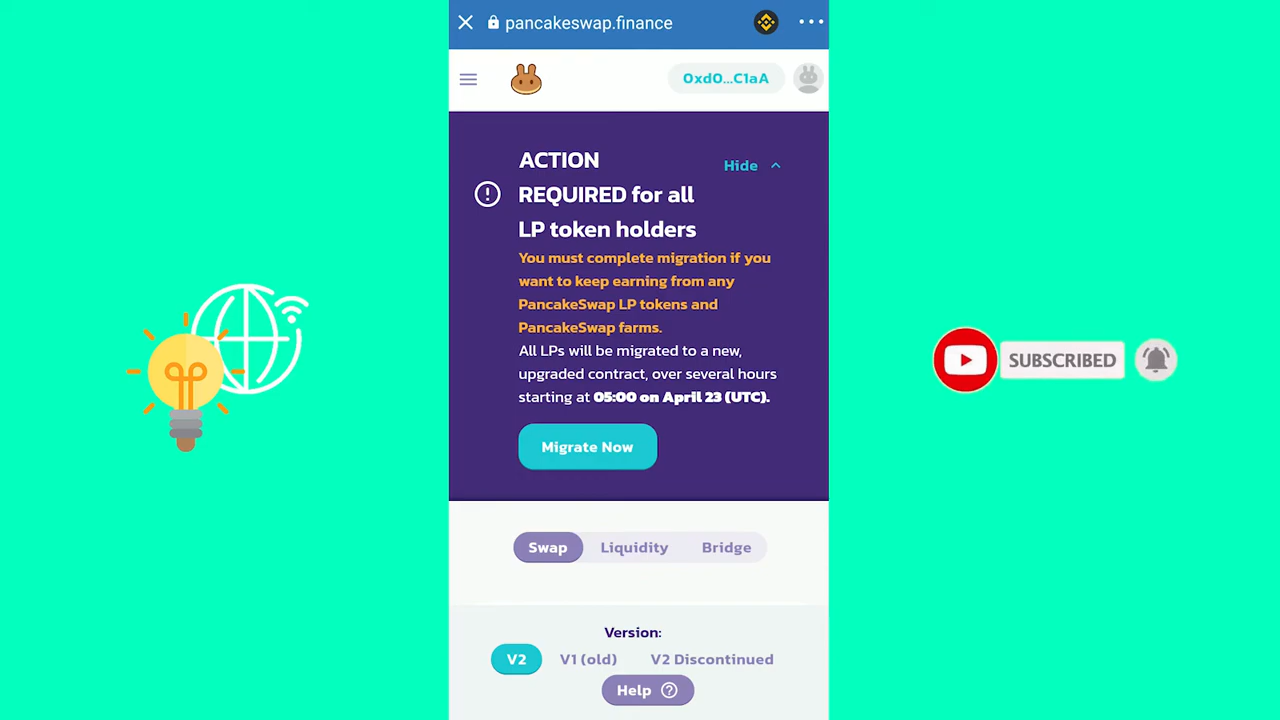 pancakeswap.finance
0xd0...C1aA
ACTION
Hide
REQUIRED for all
LP token holders
You must complete migration if you
want to keep earning from any
PancakeSwap LP tokens and
PancakeSwap farms.
All LPs will be migrated to a new,
upgraded contract, over several hours
starting at 05:00 on April 23 (UTC).
Migrate Now
SUBSCRIBED
Swap Liquidity Bridge
Version:
V2 V1 (old) V2 Discontinued
Help